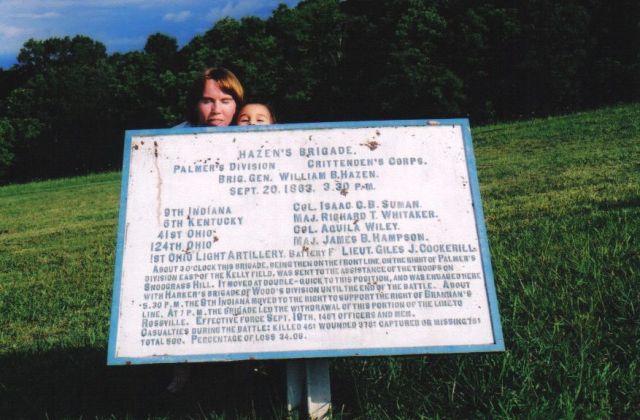 HAZEN'S BRIGADE.
PALMER'S DIVISION CRITTENDEN'S CORPS.
BRIG. GEN. WILLIAM B. HAZEN.
SEPT. 20. 1863. 3.30 P.M.
9TH INDIANA COL. ISAAC C.B. SUMAN.
6TH KENTUCKY MAJ. RICHARD T. WHITAKER.
41ST OHIO COL. AQUILA WILEY.
124TH OHIO MAJ. JAMES B. HAMPSON.
1ST OHIO LIGHT ARTILLERY. BATTERY F LIEUT. GILES J. COCKERILL.
ABOUT 3 O'CLOCK THIS BRIGADE, BEING THEN ON THE FRONT LINE, ON THE RIGHT OF PALMER'S
DIVISION EAST OF THE KELLY FIELD, WAS SENT TO THE ASSISTANCE OF THE TROOPS ON
SNODGRASS HILL. IT MOVED AT DOUBLE-QUICK TO THIS POSITION, AND WAS ENGAGED HERE
WITH HARKER'S BRIGADE OF WOOD'S DIVISION UNTIL THE END OF THE BATTLE. ABOUT
5.30 P.M. THE 9TH INDIANA MOVED TO THE RIGHT TO SUPPORT THE RIGHT OF BRANNAN'S
LINE. AT 7 P.M. THE BRIGADE LED THE WITHDRAWAL OF THIS PORTION OF THE LINE TO
ROSSVILLE. EFFECTIVE FORCE SEPT. 19TH, OFFICERS AND MEN.
CASUALTIES DURING THE BATTLE: KILLED WOUNDED CAPTURED OR MISSING
TOTAL 500. PERCENTAGE OF LOSS